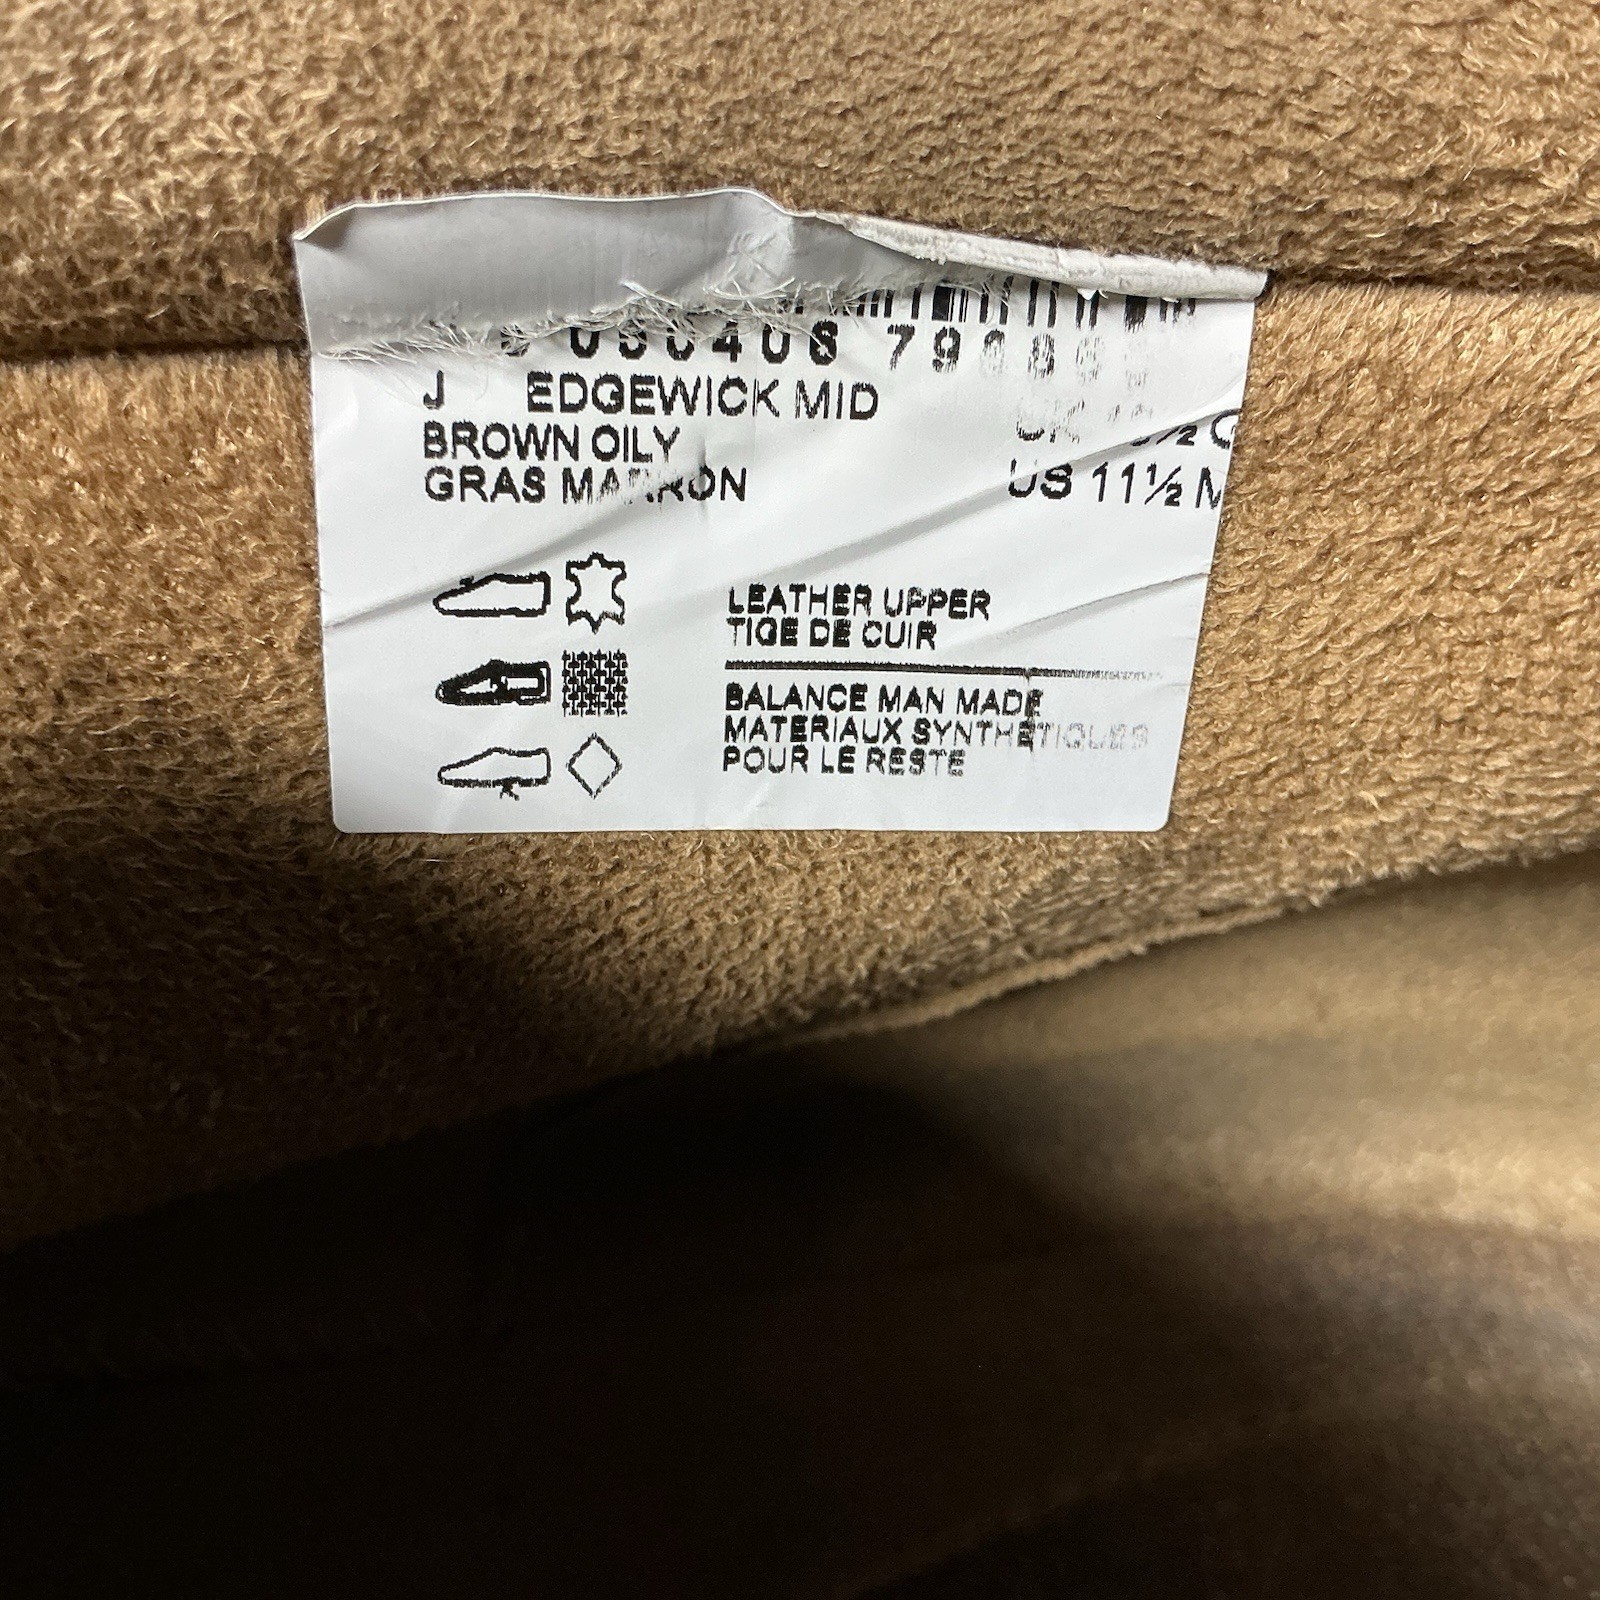 J EDGEWICK MID
BROWN OILY
GRAS MARRON
US 11½ M
LEATHER UPPER
TIGE DE CUIR
BALANCE MAN MADE
MATERIAUX SYNTHETIQUES
POUR LE RESTE